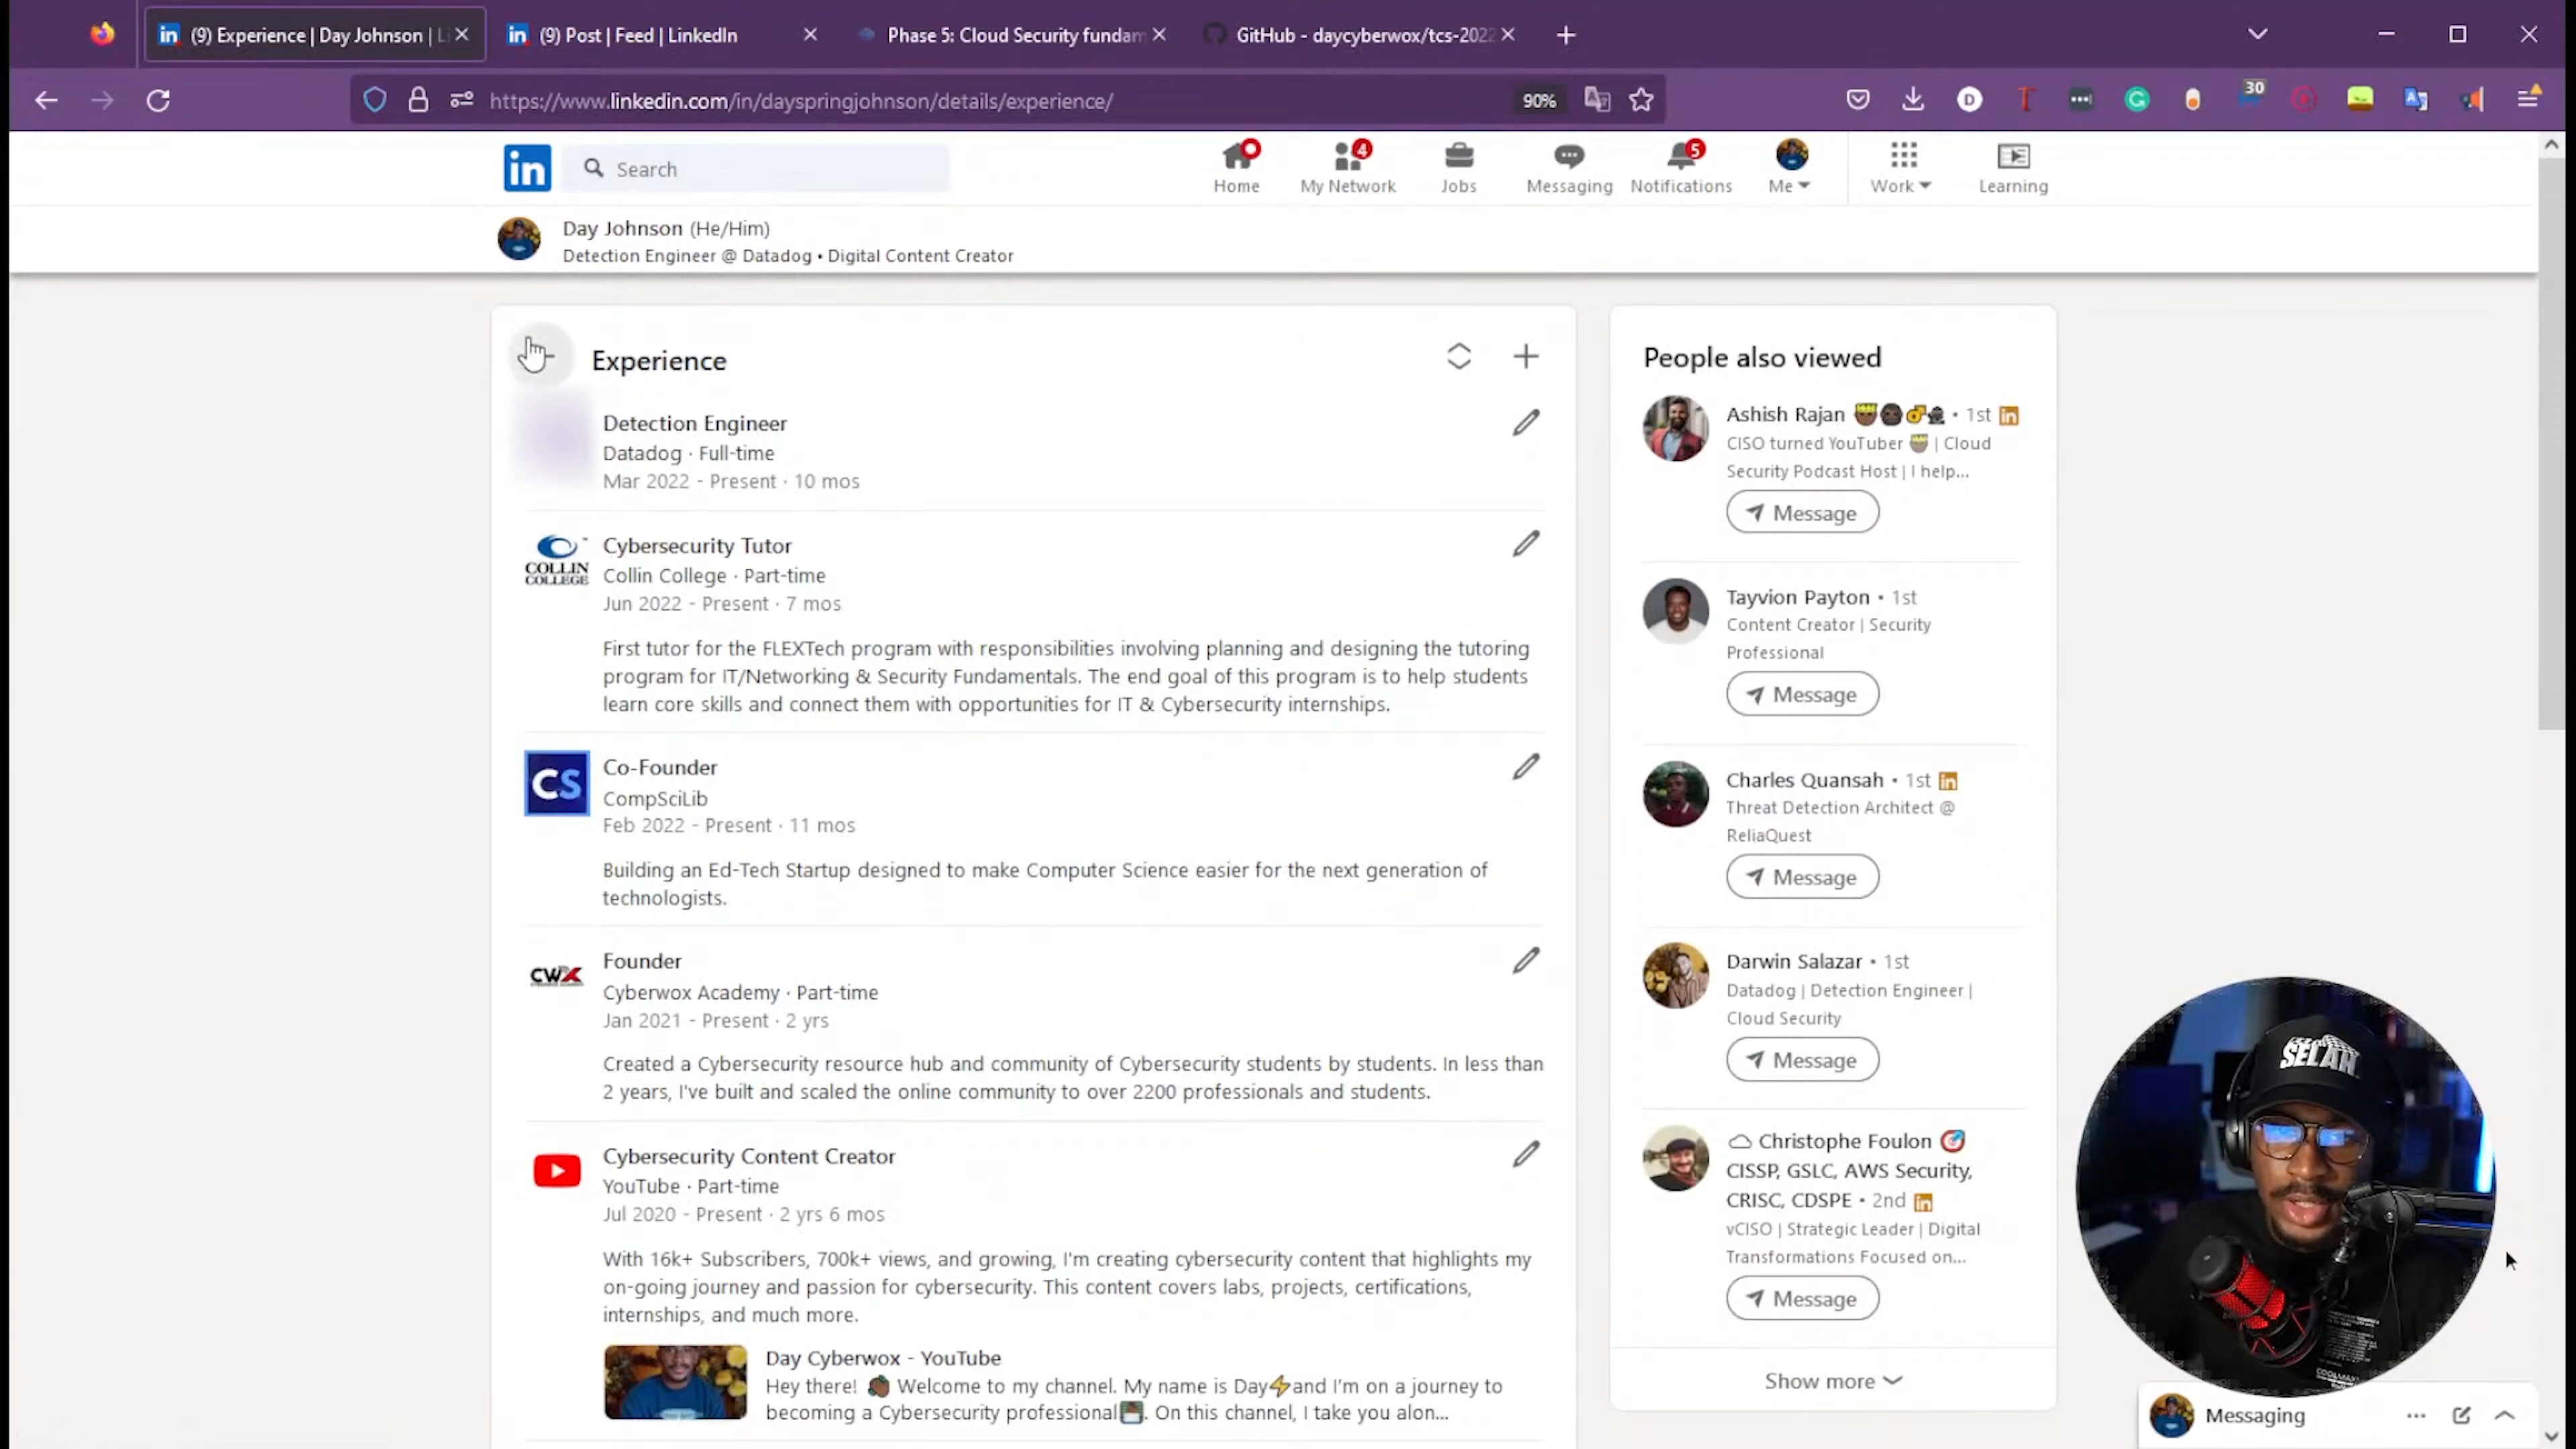 (9) Experience | Day Johnson | Li
(9) Post | Feed | LinkedIn
Phase 5: Cloud Security fundam
GitHub - daycyberwox/tcs-2022
https://www.linkedin.com/in/dayspringjohnson/details/experience/
90%
30
in
Search
Home
4
My Network
Jobs
Messaging
5
Notifications
Me
Work
Learning
Day Johnson (He/Him)
Detection Engineer @ Datadog • Digital Content Creator
Experience
Detection Engineer
Datadog · Full-time
Mar 2022 - Present · 10 mos
COLLIN
COLLEGE
Cybersecurity Tutor
Collin College · Part-time
Jun 2022 - Present · 7 mos
First tutor for the FLEXTech program with responsibilities involving planning and designing the tutoring
program for IT/Networking & Security Fundamentals. The end goal of this program is to help students
learn core skills and connect them with opportunities for IT & Cybersecurity internships.
CS
Co-Founder
CompSciLib
Feb 2022 - Present · 11 mos
Building an Ed-Tech Startup designed to make Computer Science easier for the next generation of
technologists.
CWX
Founder
Cyberwox Academy · Part-time
Jan 2021 - Present · 2 yrs
Created a Cybersecurity resource hub and community of Cybersecurity students by students. In less than
2 years, I've built and scaled the online community to over 2200 professionals and students.
Cybersecurity Content Creator
YouTube · Part-time
Jul 2020 - Present · 2 yrs 6 mos
With 16k+ Subscribers, 700k+ views, and growing, I'm creating cybersecurity content that highlights my
on-going journey and passion for cybersecurity. This content covers labs, projects, certifications,
internships, and much more.
Day Cyberwox - YouTube
Hey there! Welcome to my channel. My name is Day⚡and I'm on a journey to
becoming a Cybersecurity professional. On this channel, I take you alon...
People also viewed
Ashish Rajan • 1st in
CISO turned YouTuber | Cloud
Security Podcast Host | I help...
Message
Tayvion Payton • 1st
Content Creator | Security
Professional
Message
Charles Quansah • 1st in
Threat Detection Architect @
ReliaQuest
Message
Darwin Salazar • 1st
Datadog | Detection Engineer |
Cloud Security
Message
Christophe Foulon
CISSP, GSLC, AWS Security,
CRISC, CDSPE • 2nd in
vCISO | Strategic Leader | Digital
Transformations Focused on...
Message
Show more
SELAH
Messaging